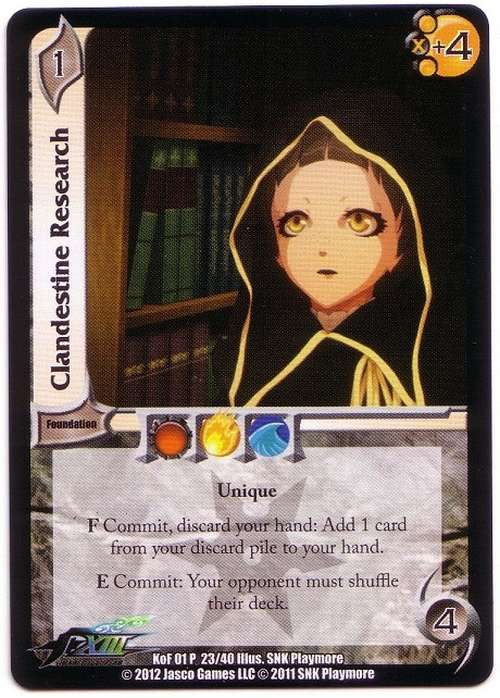 1
X +4
Clandestine Research
Foundation
Unique
F Commit, discard your hand: Add 1 card
from your discard pile to your hand.
E Commit: Your opponent must shuffle
their deck.
4
XIII
KoF 01 P 23/40 Illus. SNK Playmore
© 2012 Jasco Games LLC © 2011 SNK Playmore